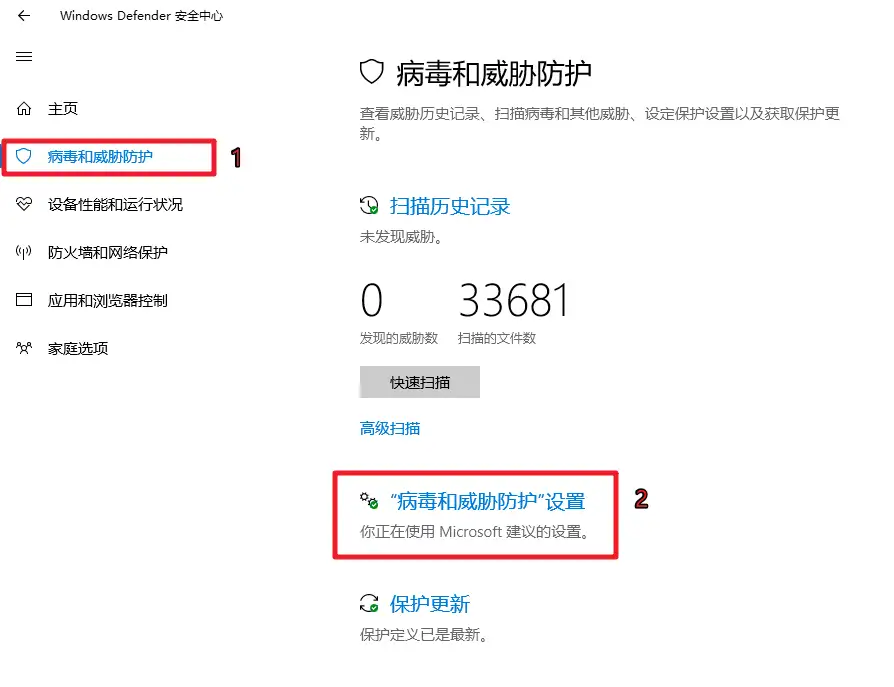 Windows Defender 安全中心
主页
病毒和威胁防护
1
设备性能和运行状况
防火墙和网络保护
应用和浏览器控制
家庭选项
病毒和威胁防护
查看威胁历史记录、扫描病毒和其他威胁、设定保护设置以及获取保护更
新。
扫描历史记录
未发现威胁。
0 33681
发现的威胁数 扫描的文件数
快速扫描
高级扫描
“病毒和威胁防护”设置
2
你正在使用 Microsoft 建议的设置。
保护更新
保护定义已是最新。